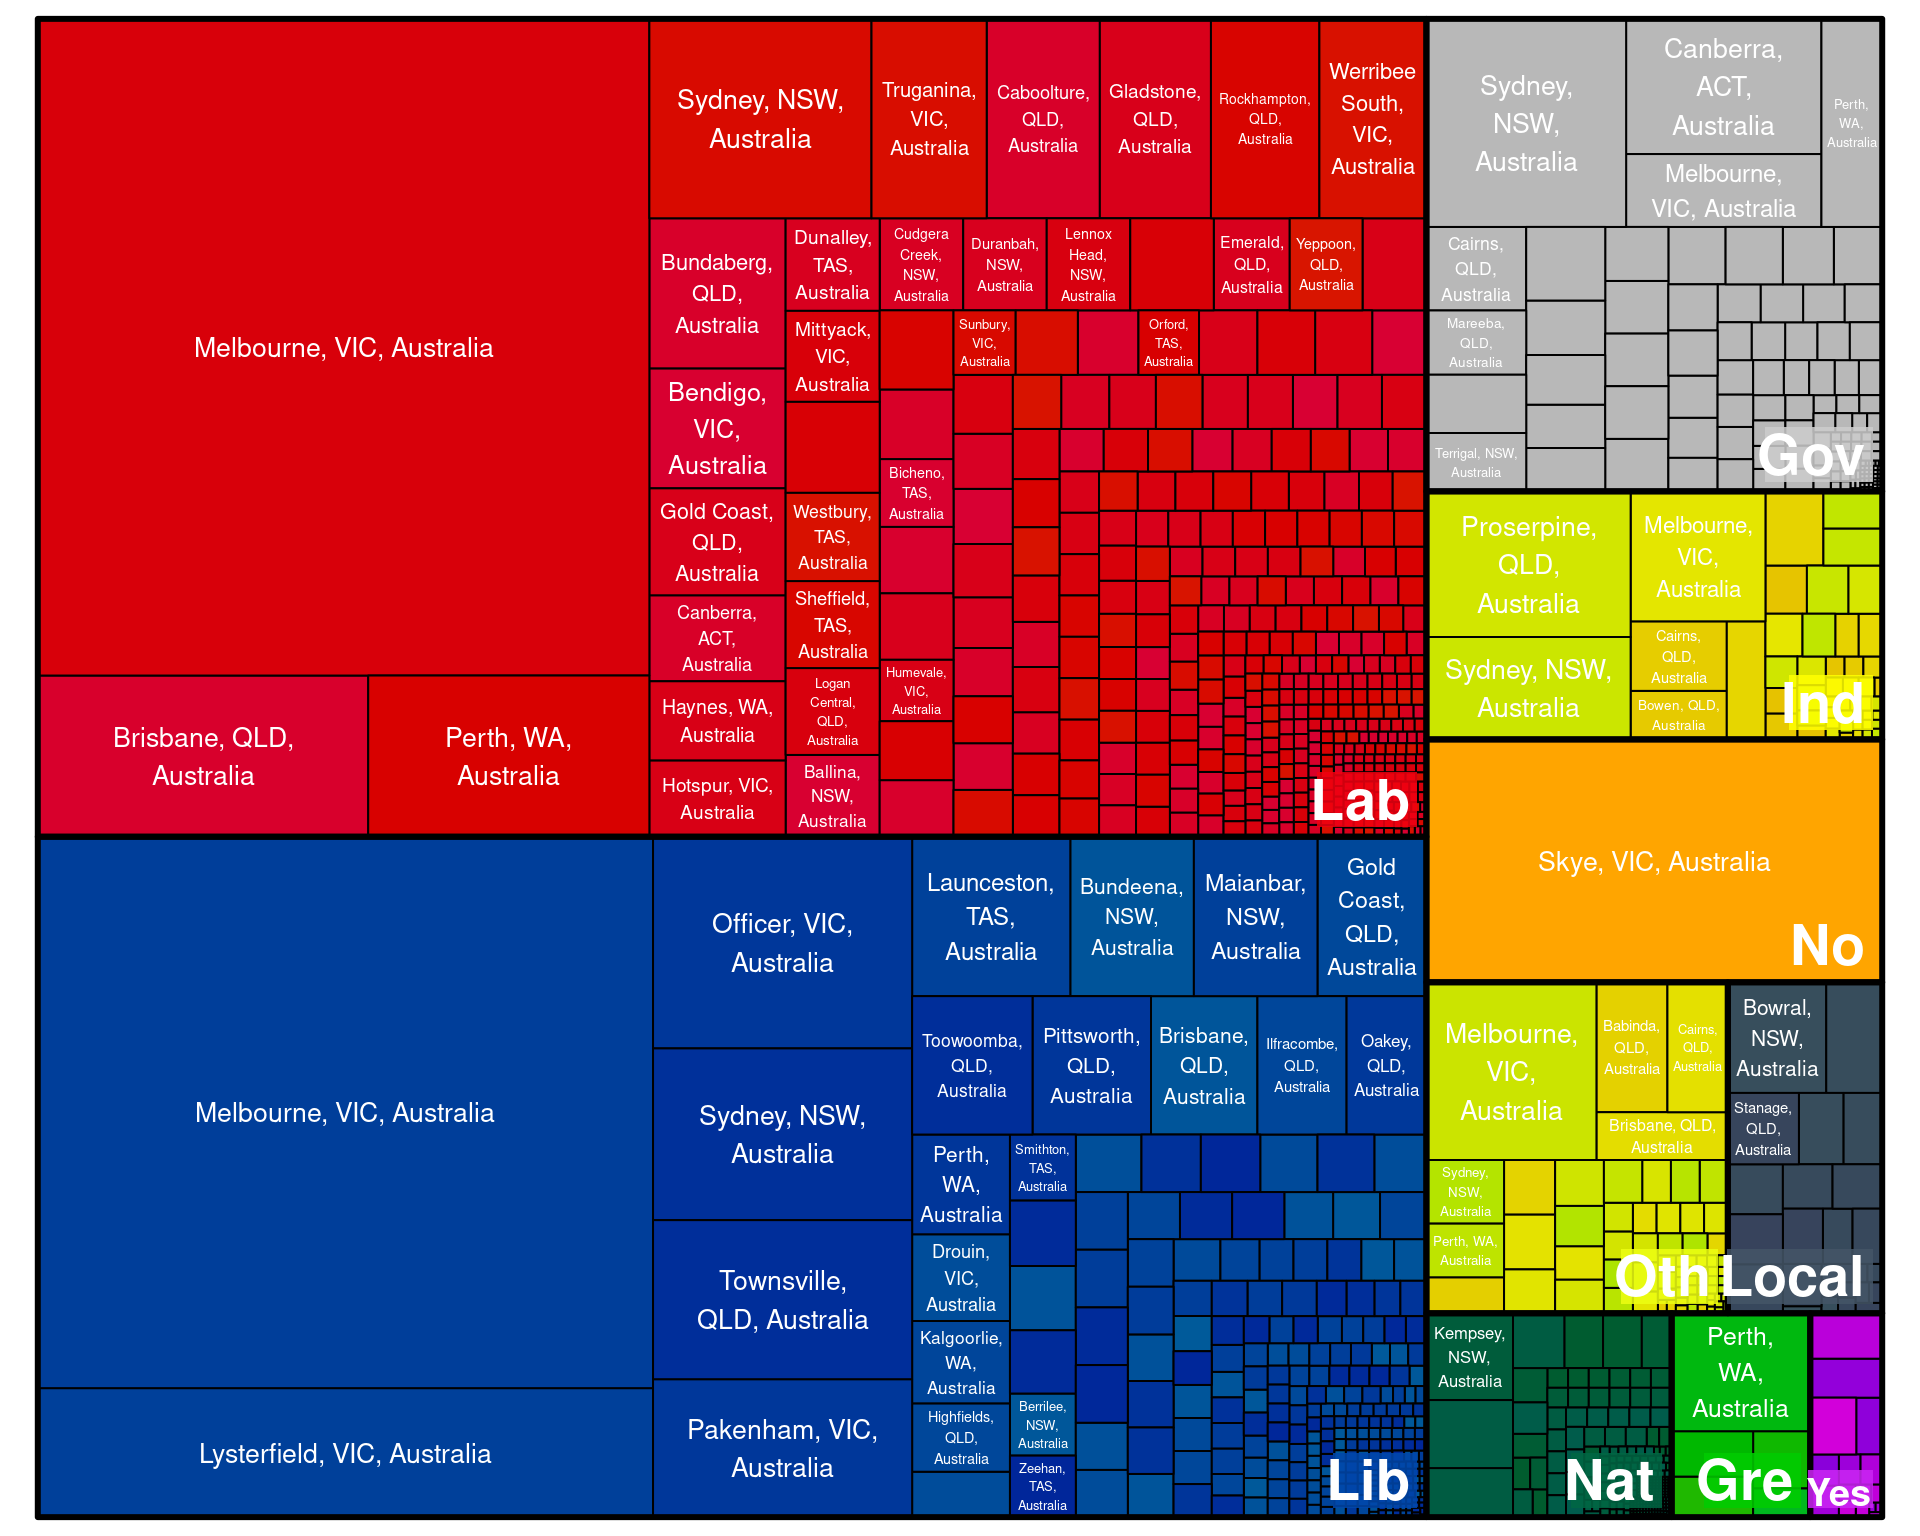 Melbourne, VIC, Australia
Brisbane, QLD,
Australia
Perth, WA,
Australia
Sydney, NSW,
Australia
Truganina,
VIC,
Australia
Caboolture,
QLD,
Australia
Gladstone,
QLD,
Australia
Rockhampton,
QLD,
Australia
Werribee
South,
VIC,
Australia
Bundaberg,
QLD,
Australia
Bendigo,
VIC,
Australia
Gold Coast,
QLD,
Australia
Canberra,
ACT,
Australia
Haynes, WA,
Australia
Hotspur, VIC,
Australia
Dunalley,
TAS,
Australia
Mittyack,
VIC,
Australia
Westbury,
TAS,
Australia
Sheffield,
TAS,
Australia
Logan
Central,
QLD,
Australia
Ballina,
NSW,
Australia
Cudgera
Creek,
NSW,
Australia
Duranbah,
NSW,
Australia
Lennox
Head,
NSW,
Australia
Emerald,
QLD,
Australia
Yeppoon,
QLD,
Australia
Sunbury,
VIC,
Australia
Orford,
TAS,
Australia
Bicheno,
TAS,
Australia
Humevale,
VIC,
Australia
Lab
Melbourne, VIC, Australia
Lysterfield, VIC, Australia
Officer, VIC,
Australia
Sydney, NSW,
Australia
Townsville,
QLD, Australia
Pakenham, VIC,
Australia
Launceston,
TAS,
Australia
Bundeena,
NSW,
Australia
Maianbar,
NSW,
Australia
Gold
Coast,
QLD,
Australia
Toowoomba,
QLD,
Australia
Pittsworth,
QLD,
Australia
Brisbane,
QLD,
Australia
Ilfracombe,
QLD,
Australia
Oakey,
QLD,
Australia
Perth,
WA,
Australia
Drouin,
VIC,
Australia
Kalgoorlie,
WA,
Australia
Highfields,
QLD,
Australia
Smithton,
TAS,
Australia
Berrilee,
NSW,
Australia
Zeehan,
TAS,
Australia
Lib
Sydney,
NSW,
Australia
Canberra,
ACT,
Australia
Melbourne,
VIC, Australia
Perth,
WA,
Australia
Cairns,
QLD,
Australia
Mareeba,
QLD,
Australia
Terrigal, NSW,
Australia
Gov
Proserpine,
QLD,
Australia
Sydney, NSW,
Australia
Melbourne,
VIC,
Australia
Cairns,
QLD,
Australia
Bowen, QLD,
Australia
Ind
Skye, VIC, Australia
No
Melbourne,
VIC,
Australia
Babinda,
QLD,
Australia
Cairns,
QLD,
Australia
Brisbane, QLD,
Australia
Sydney,
NSW,
Australia
Perth, WA,
Australia
Oth
Bowral,
NSW,
Australia
Stanage,
QLD,
Australia
Local
Kempsey,
NSW,
Australia
Nat
Perth,
WA,
Australia
Gre
Yes